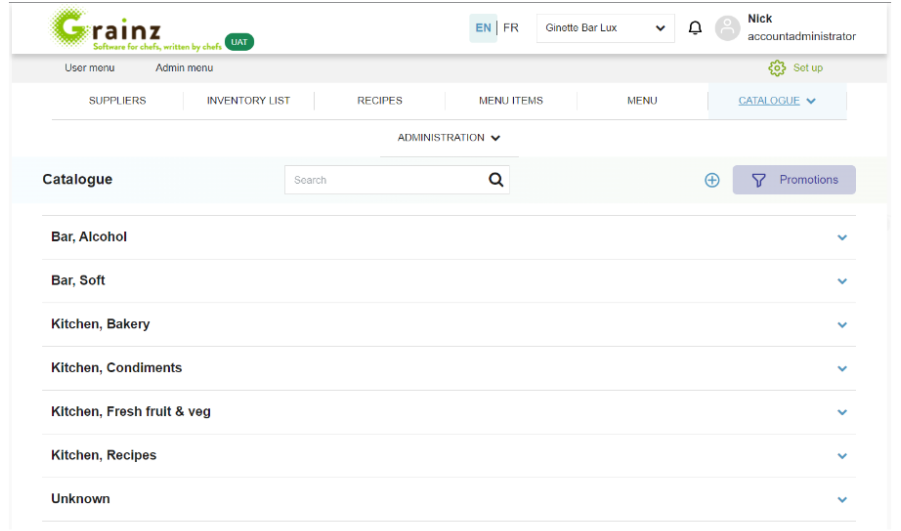 Grainz
Software for chefs, written by chefs
UAT
EN | FR
Ginotte Bar Lux
Nick
accountadministrator
User menu
Admin menu
Set up
SUPPLIERS
INVENTORY LIST
RECIPES
MENU ITEMS
MENU
CATALOGUE
ADMINISTRATION
Catalogue
Search
Promotions
Bar, Alcohol
Bar, Soft
Kitchen, Bakery
Kitchen, Condiments
Kitchen, Fresh fruit & veg
Kitchen, Recipes
Unknown